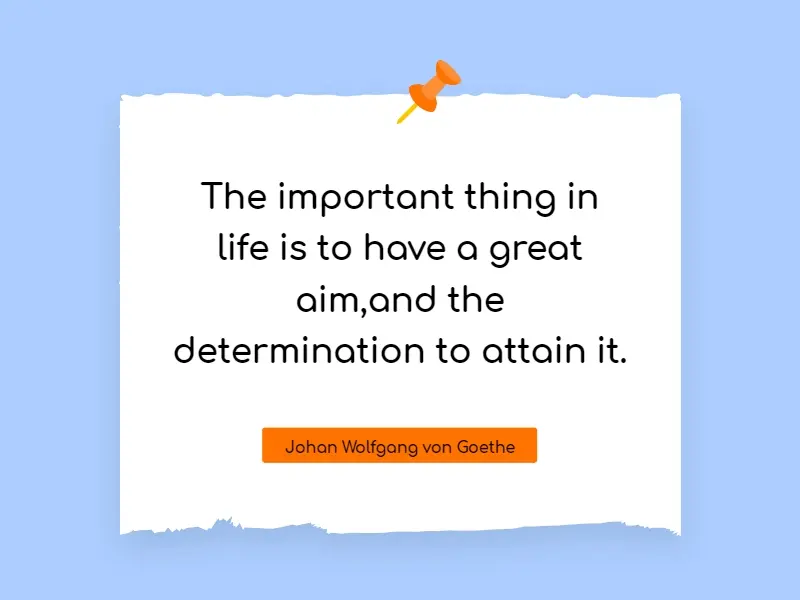 The important thing in
life is to have a great
aim,and the
determination to attain it.
Johan Wolfgang von Goethe